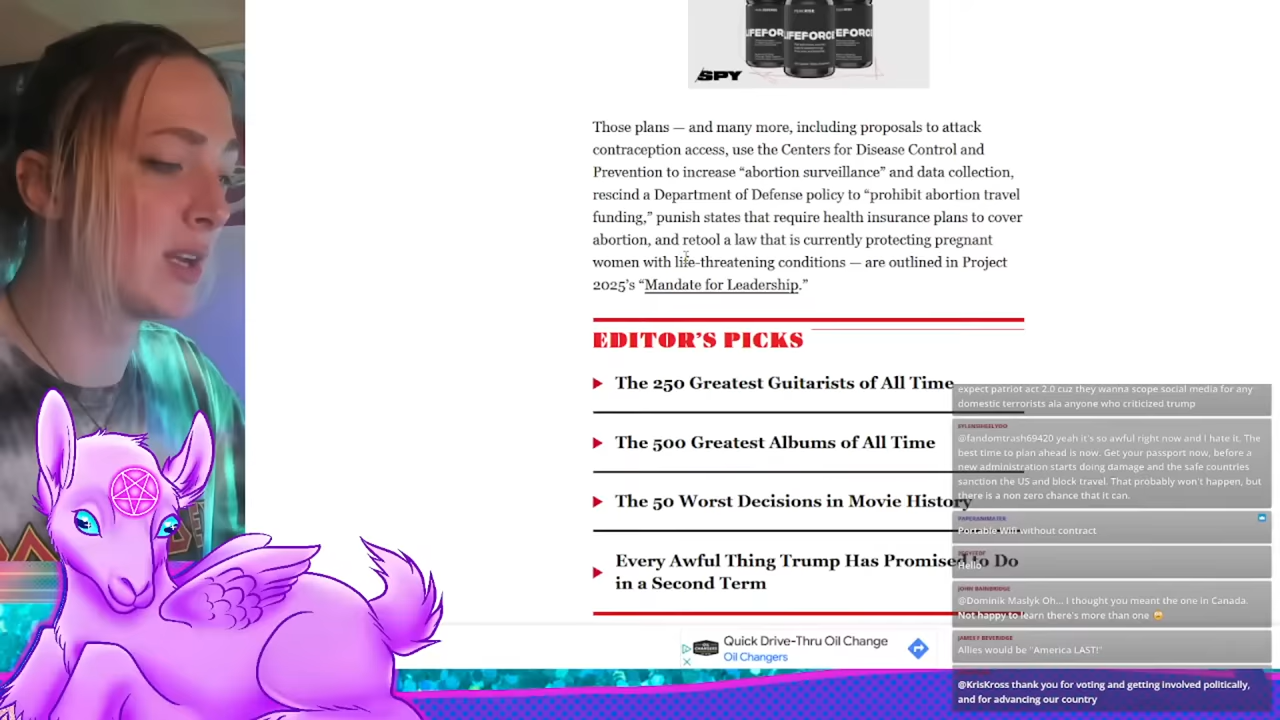 LIFEFORCE
LIFEFORCE
SPY
Those plans — and many more, including proposals to attack
contraception access, use the Centers for Disease Control and
Prevention to increase “abortion surveillance” and data collection,
rescind a Department of Defense policy to “prohibit abortion travel
funding,” punish states that require health insurance plans to cover
abortion, and retool a law that is currently protecting pregnant
women with life-threatening conditions — are outlined in Project
2025’s “Mandate for Leadership.”
EDITOR’S PICKS
The 250 Greatest Guitarists of All Time
The 500 Greatest Albums of All Time
The 50 Worst Decisions in Movie History
Every Awful Thing Trump Has Promised to Do
in a Second Term
Quick Drive-Thru Oil Change
Oil Changers
expect patriot act 2.0 cuz they wanna scope social media for any
domestic terrorists ala anyone who criticized trump
@fandomtrash69420 yeah it's so awful right now and I hate it. The
best time to plan ahead is now. Get your passport now, before a
new administration starts doing damage and the safe countries
sanction the US and block travel. That probably won't happen, but
there is a non zero chance that it can.
Portable Wifi without contract
Hello
JOHN BAINBRIDGE
@Dominik Maslyk Oh... I thought you meant the one in Canada.
Not happy to learn there's more than one
JAMES F BEVERIDGE
Allies would be "America LAST!"
@KrisKross thank you for voting and getting involved politically,
and for advancing our country